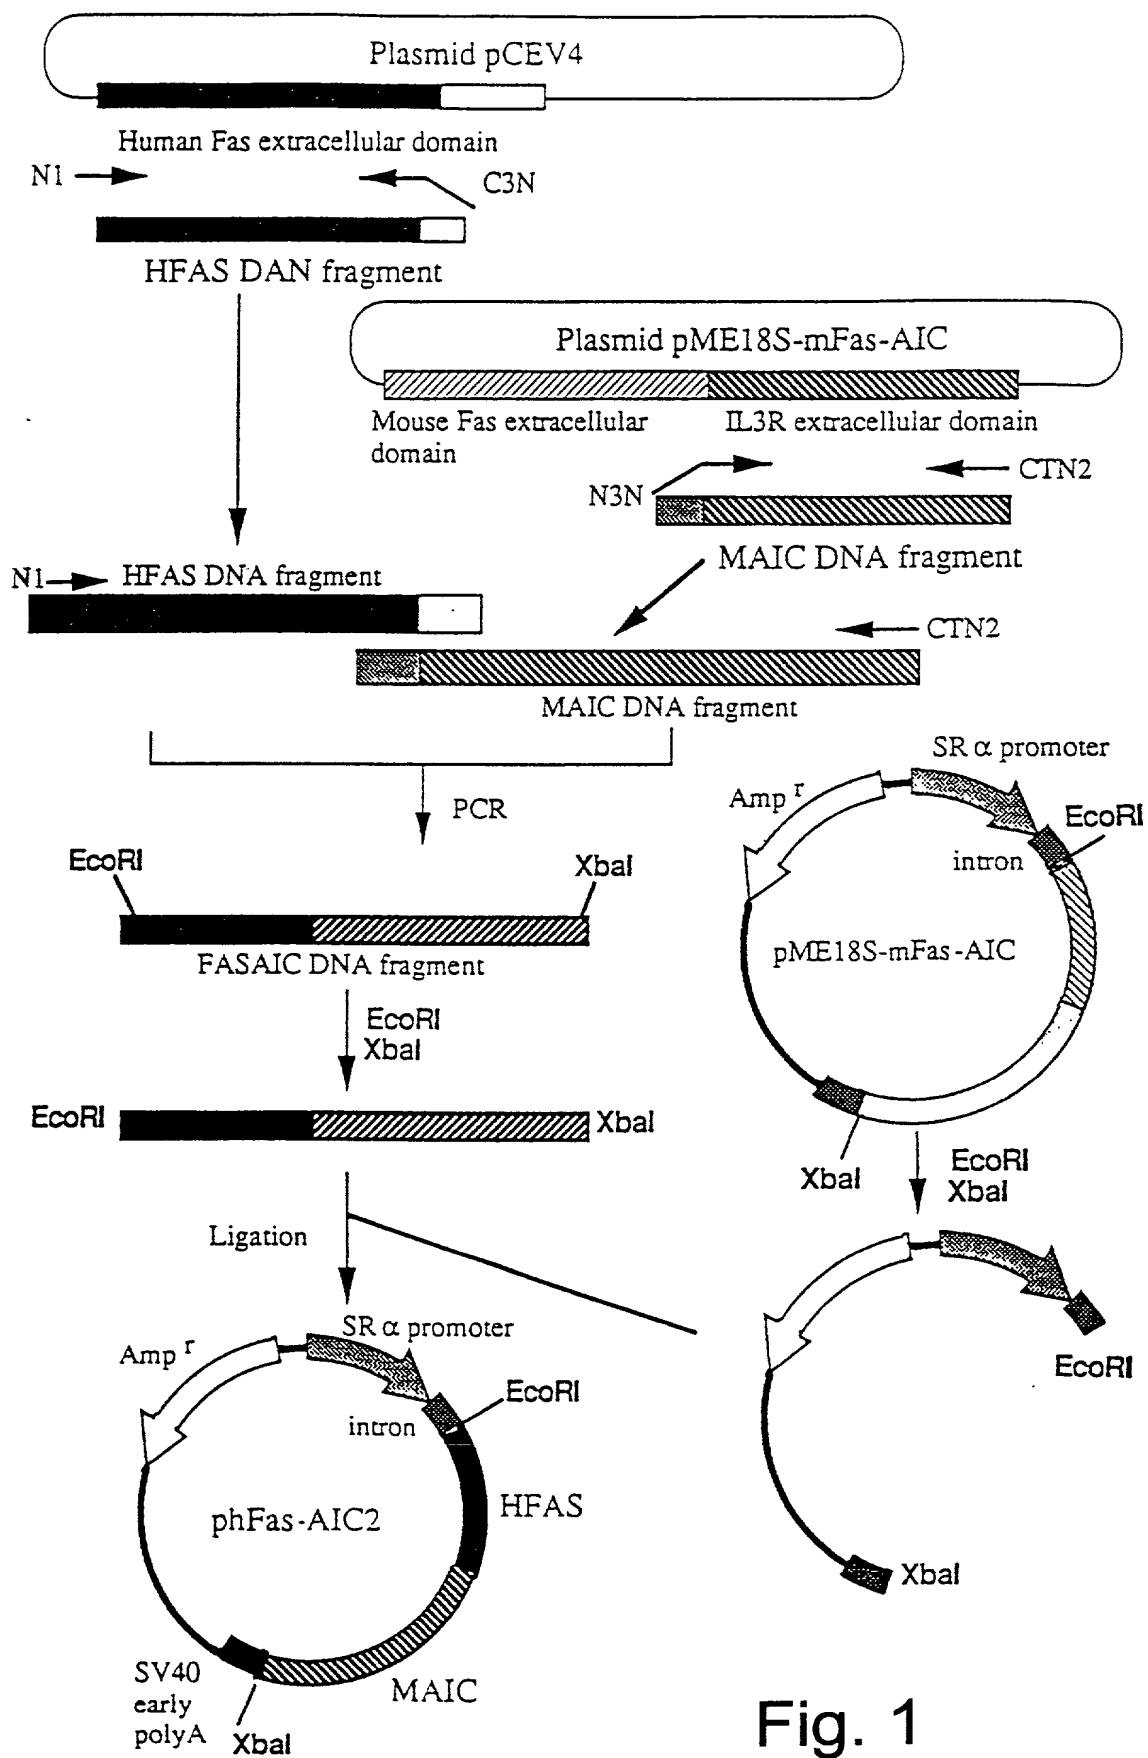 Plasmid pCEV4
Human Fas extracellular domain
N1
C3N
HFAS DAN fragment
Plasmid pME18S-mFas-AIC
Mouse Fas extracellular
domain
IL3R extracellular domain
N3N
CTN2
MAIC DNA fragment
N1
HFAS DNA fragment
CTN2
MAIC DNA fragment
PCR
EcoRI
XbaI
FASAIC DNA fragment
EcoRI
XbaI
EcoRI
XbaI
SR α promoter
Amp r
EcoRI
intron
pME18S-mFas-AIC
XbaI
EcoRI
XbaI
Ligation
EcoRI
XbaI
SR α promoter
Amp r
EcoRI
intron
HFAS
phFas-AIC2
MAIC
SV40
early
polyA
XbaI
Fig. 1